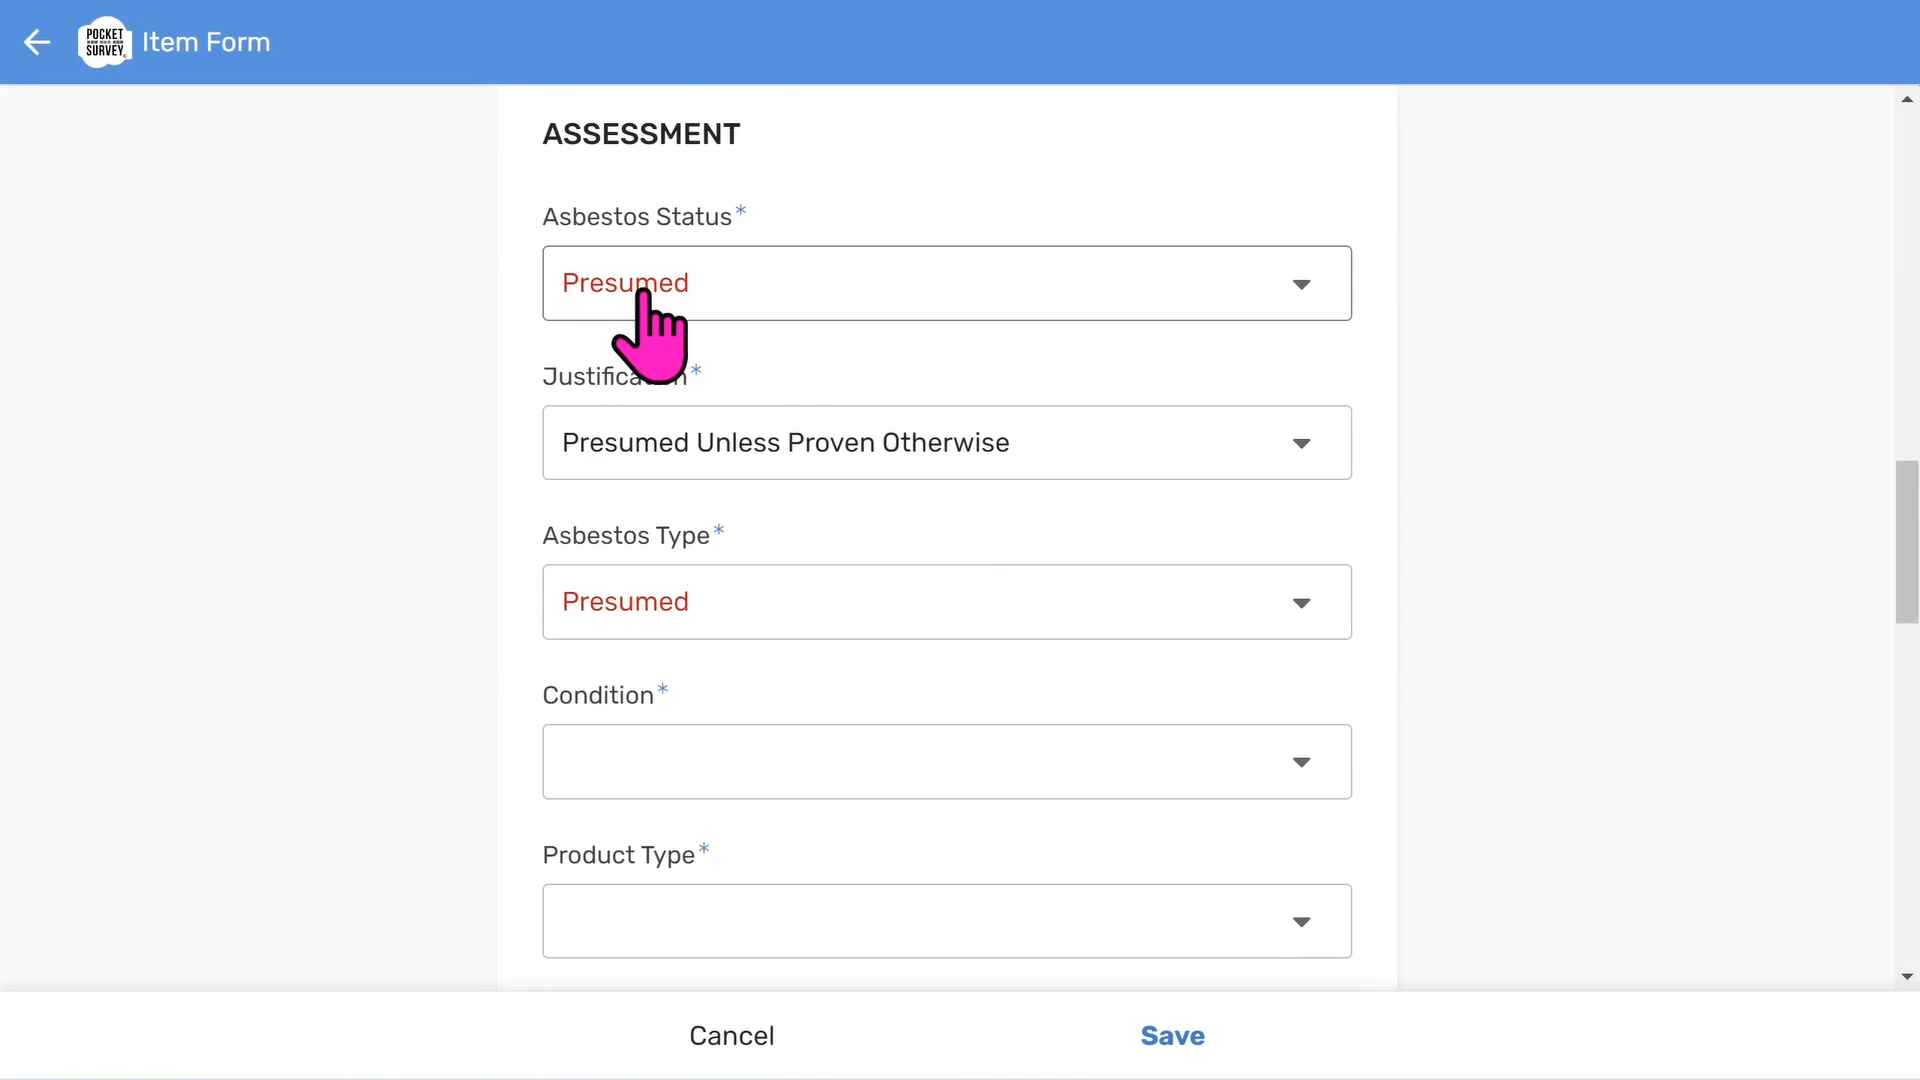 POCKET
SURVEY
Item Form
ASSESSMENT
Asbestos Status*
Presumed
Justification*
Presumed Unless Proven Otherwise
Asbestos Type*
Presumed
Condition*
Product Type*
Cancel
Save